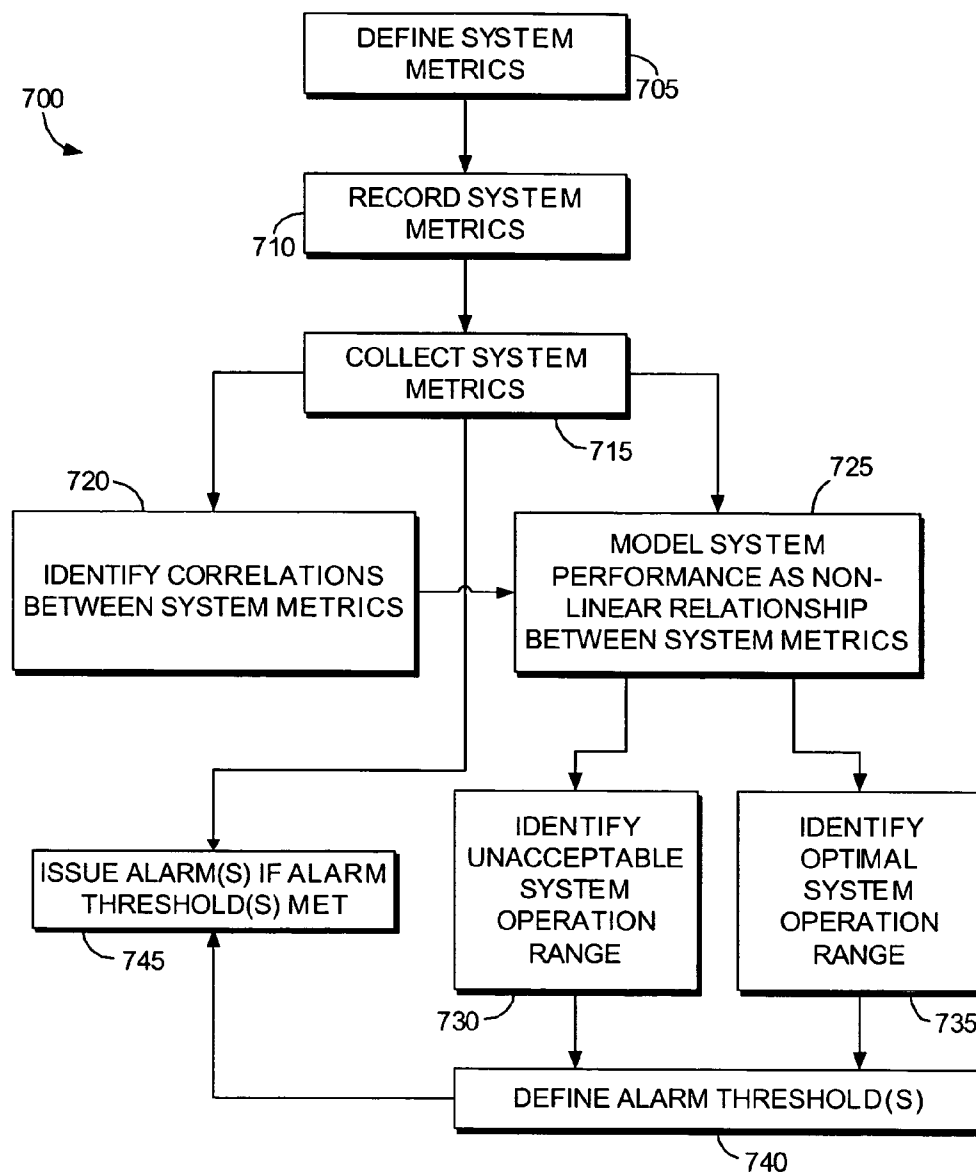 DEFINE SYSTEM
METRICS
705
700
RECORD SYSTEM
METRICS
710
COLLECT SYSTEM
METRICS
715
720
IDENTIFY CORRELATIONS
BETWEEN SYSTEM METRICS
725
MODEL SYSTEM
PERFORMANCE AS NON-
LINEAR RELATIONSHIP
BETWEEN SYSTEM METRICS
IDENTIFY
UNACCEPTABLE
SYSTEM
OPERATION
RANGE
730
IDENTIFY
OPTIMAL
SYSTEM
OPERATION
RANGE
735
ISSUE ALARM(S) IF ALARM
THRESHOLD(S) MET
745
DEFINE ALARM THRESHOLD(S)
740